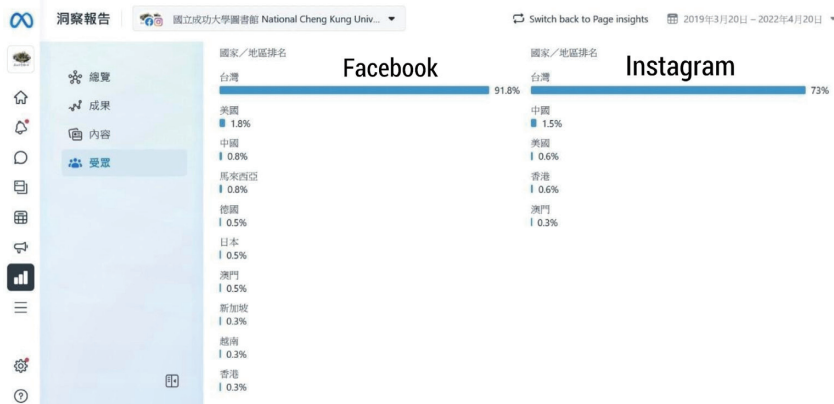 洞察報告
國立成功大學圖書館 National Cheng Kung Univ...
Switch back to Page insights
2019年3月20日 – 2022年4月20日
總覽
成果
內容
受眾
國家／地區排名
Facebook
台灣
91.8%
美國
1.8%
中國
0.8%
馬來西亞
0.8%
德國
0.5%
日本
0.5%
澳門
0.5%
新加坡
0.3%
越南
0.3%
香港
0.3%
國家／地區排名
Instagram
台灣
73%
中國
1.5%
美國
0.6%
香港
0.6%
澳門
0.3%